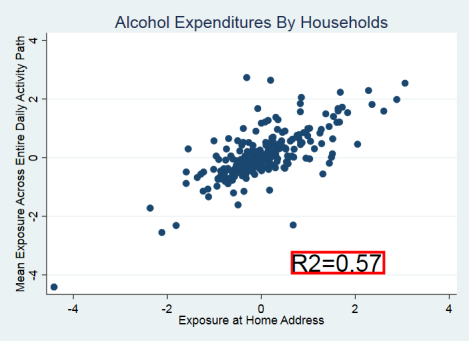 Alcohol Expenditures By Households
Mean Exposure Across Entire Daily Activity Path
4
2
0
-2
-4
R2=0.57
-4
-2
0
2
4
Exposure at Home Address